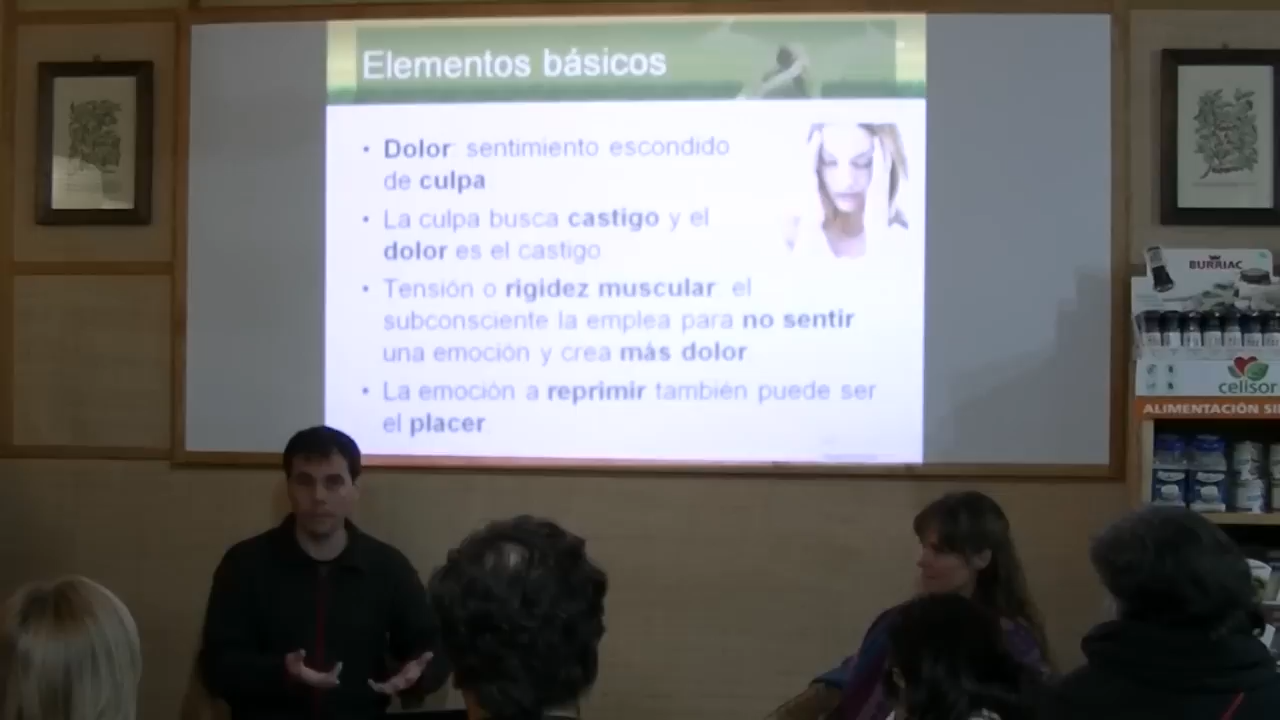 Elementos básicos
• Dolor: sentimiento escondido
de culpa
• La culpa busca castigo y el
dolor es el castigo
• Tensión o rigidez muscular: el
subconsciente la emplea para no sentir
una emoción y crea más dolor
• La emoción a reprimir también puede ser
el placer
BURRIAC
celisor
ALIMENTACIÓN